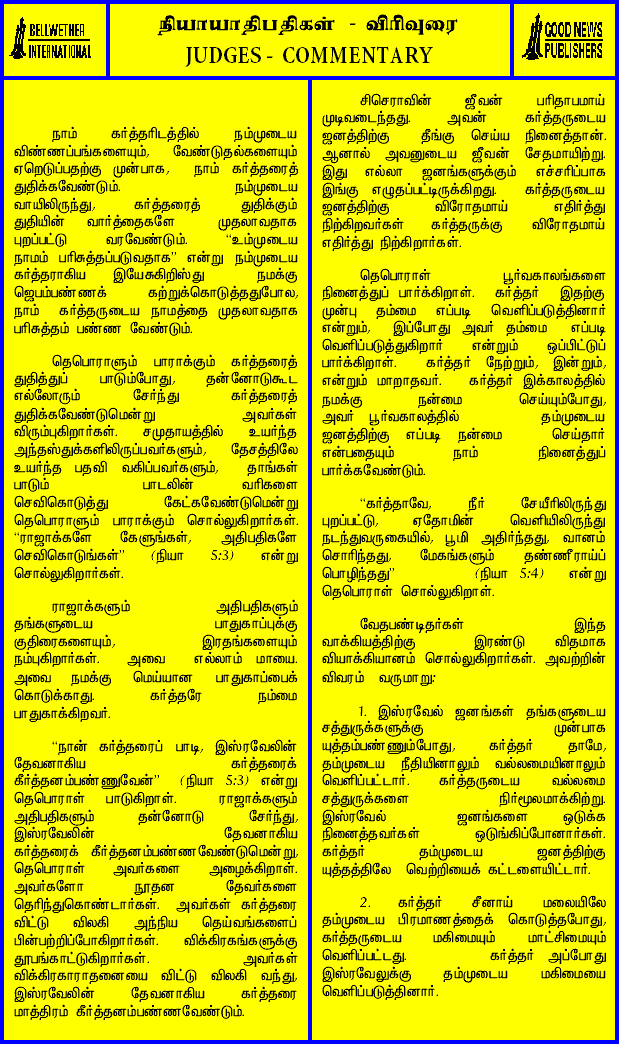 BELLWETHER
INTERNATIONAL
நியாயாதிபதிகள் - விரிவுரை
JUDGES - COMMENTARY
GOOD NEWS
PUBLISHERS
நாம் கர்த்தரிடத்தில் நம்முடைய
விண்ணப்பங்களையும், வேண்டுதல்களையும்
ஏறெடுப்பதற்கு முன்பாக, நாம் கர்த்தரைத்
துதிக்கவேண்டும். நம்முடைய
வாயிலிருந்து, கர்த்தரைத் துதிக்கும்
துதியின் வார்த்தைகளே முதலாவதாக
புறப்பட்டு வரவேண்டும். “உம்முடைய
நாமம் பரிசுத்தப்படுவதாக” என்று நம்முடைய
கர்த்தராகிய இயேசுகிறிஸ்து நமக்கு
ஜெபம்பண்ணக் கற்றுக்கொடுத்ததுபோல,
நாம் கர்த்தருடைய நாமத்தை முதலாவதாக
பரிசுத்தம் பண்ண வேண்டும்.
தெபொராளும் பாராக்கும் கர்த்தரைத்
துதித்துப் பாடும்போது, தன்னோடுகூட
எல்லோரும் சேர்ந்து கர்த்தரைத்
துதிக்கவேண்டுமென்று அவர்கள்
விரும்புகிறார்கள். சமுதாயத்தில் உயர்ந்த
அந்தஸ்துக்களிலிருப்பவர்களும், தேசத்திலே
உயர்ந்த பதவி வகிப்பவர்களும், தாங்கள்
பாடும் பாடலின் வரிகளை
செவிகொடுத்து கேட்கவேண்டுமென்று
தெபொராளும் பாராக்கும் சொல்லுகிறார்கள்.
“ராஜாக்களே கேளுங்கள், அதிபதிகளே
செவிகொடுங்கள்” (நியா 5:3) என்று
சொல்லுகிறார்கள்.
ராஜாக்களும் அதிபதிகளும்
தங்களுடைய பாதுகாப்புக்கு
குதிரைகளையும், இரதங்களையும்
நம்புகிறார்கள். அவை எல்லாம் மாயை.
அவை நமக்கு மெய்யான பாதுகாப்பைக்
கொடுக்காது. கர்த்தரே நம்மை
பாதுகாக்கிறவர்.
“நான் கர்த்தரைப் பாடி, இஸ்ரவேலின்
தேவனாகிய கர்த்தரைக்
கீர்த்தனம்பண்ணுவேன்” (நியா 5:3) என்று
தெபொராள் பாடுகிறாள். ராஜாக்களும்
அதிபதிகளும் தன்னோடு சேர்ந்து,
இஸ்ரவேலின் தேவனாகிய
கர்த்தரைக் கீர்த்தனம்பண்ணவேண்டுமென்று,
தெபொராள் அவர்களை அழைக்கிறாள்.
அவர்களோ நூதன தேவர்களை
தெரிந்துகொண்டார்கள். அவர்கள் கர்த்தரை
விட்டு விலகி அந்நிய தெய்வங்களைப்
பின்பற்றிப்போகிறார்கள். விக்கிரகங்களுக்கு
தூபங்காட்டுகிறார்கள். அவர்கள்
விக்கிரகாராதனையை விட்டு விலகி வந்து,
இஸ்ரவேலின் தேவனாகிய கர்த்தரை
மாத்திரம் கீர்த்தனம்பண்ணவேண்டும்.
சிசெராவின் ஜீவன் பரிதாபமாய்
முடிவடைந்தது. அவன் கர்த்தருடைய
ஜனத்திற்கு தீங்கு செய்ய நினைத்தான்.
ஆனால் அவனுடைய ஜீவன் சேதமாயிற்று.
இது எல்லா ஜனங்களுக்கும் எச்சரிப்பாக
இங்கு எழுதப்பட்டிருக்கிறது. கர்த்தருடைய
ஜனத்திற்கு விரோதமாய் எதிர்த்து
நிற்கிறவர்கள் கர்த்தருக்கு விரோதமாய்
எதிர்த்து நிற்கிறார்கள்.
தெபொராள் பூர்வகாலங்களை
நினைத்துப் பார்க்கிறாள். கர்த்தர் இதற்கு
முன்பு தம்மை எப்படி வெளிப்படுத்தினார்
என்றும், இப்போது அவர் தம்மை எப்படி
வெளிப்படுத்துகிறார் என்றும் ஒப்பிட்டுப்
பார்க்கிறாள். கர்த்தர் நேற்றும், இன்றும்,
என்றும் மாறாதவர். கர்த்தர் இக்காலத்தில்
நமக்கு நன்மை செய்யும்போது,
அவர் பூர்வகாலத்தில் தம்முடைய
ஜனத்திற்கு எப்படி நன்மை செய்தார்
என்பதையும் நாம் நினைத்துப்
பார்க்கவேண்டும்.
“கர்த்தாவே, நீர் சேயீரிலிருந்து
புறப்பட்டு, ஏதோமின் வெளியிலிருந்து
நடந்துவருகையில், பூமி அதிர்ந்தது, வானம்
சொரிந்தது, மேகங்களும் தண்ணீராய்ப்
பொழிந்தது” (நியா 5:4) என்று
தெபொராள் சொல்லுகிறாள்.
வேதபண்டிதர்கள் இந்த
வாக்கியத்திற்கு இரண்டு விதமாக
வியாக்கியானம் சொல்லுகிறார்கள். அவற்றின்
விவரம் வருமாறு:
1. இஸ்ரவேல் ஜனங்கள் தங்களுடைய
சத்துருக்களுக்கு முன்பாக
யுத்தம்பண்ணும்போது, கர்த்தர் தாமே,
தம்முடைய நீதியினாலும் வல்லமையினாலும்
வெளிப்பட்டார். கர்த்தருடைய வல்லமை
சத்துருக்களை நிர்மூலமாக்கிற்று.
இஸ்ரவேல் ஜனங்களை ஒடுக்க
நினைத்தவர்கள் ஒடுங்கிப்போனார்கள்.
கர்த்தர் தம்முடைய ஜனத்திற்கு
யுத்தத்திலே வெற்றியைக் கட்டளையிட்டார்.
2. கர்த்தர் சீனாய் மலையிலே
தம்முடைய பிரமாணத்தைக் கொடுத்தபோது,
கர்த்தருடைய மகிமையும் மாட்சிமையும்
வெளிப்பட்டது. கர்த்தர் அப்போது
இஸ்ரவேலுக்கு தம்முடைய மகிமையை
வெளிப்படுத்தினார்.